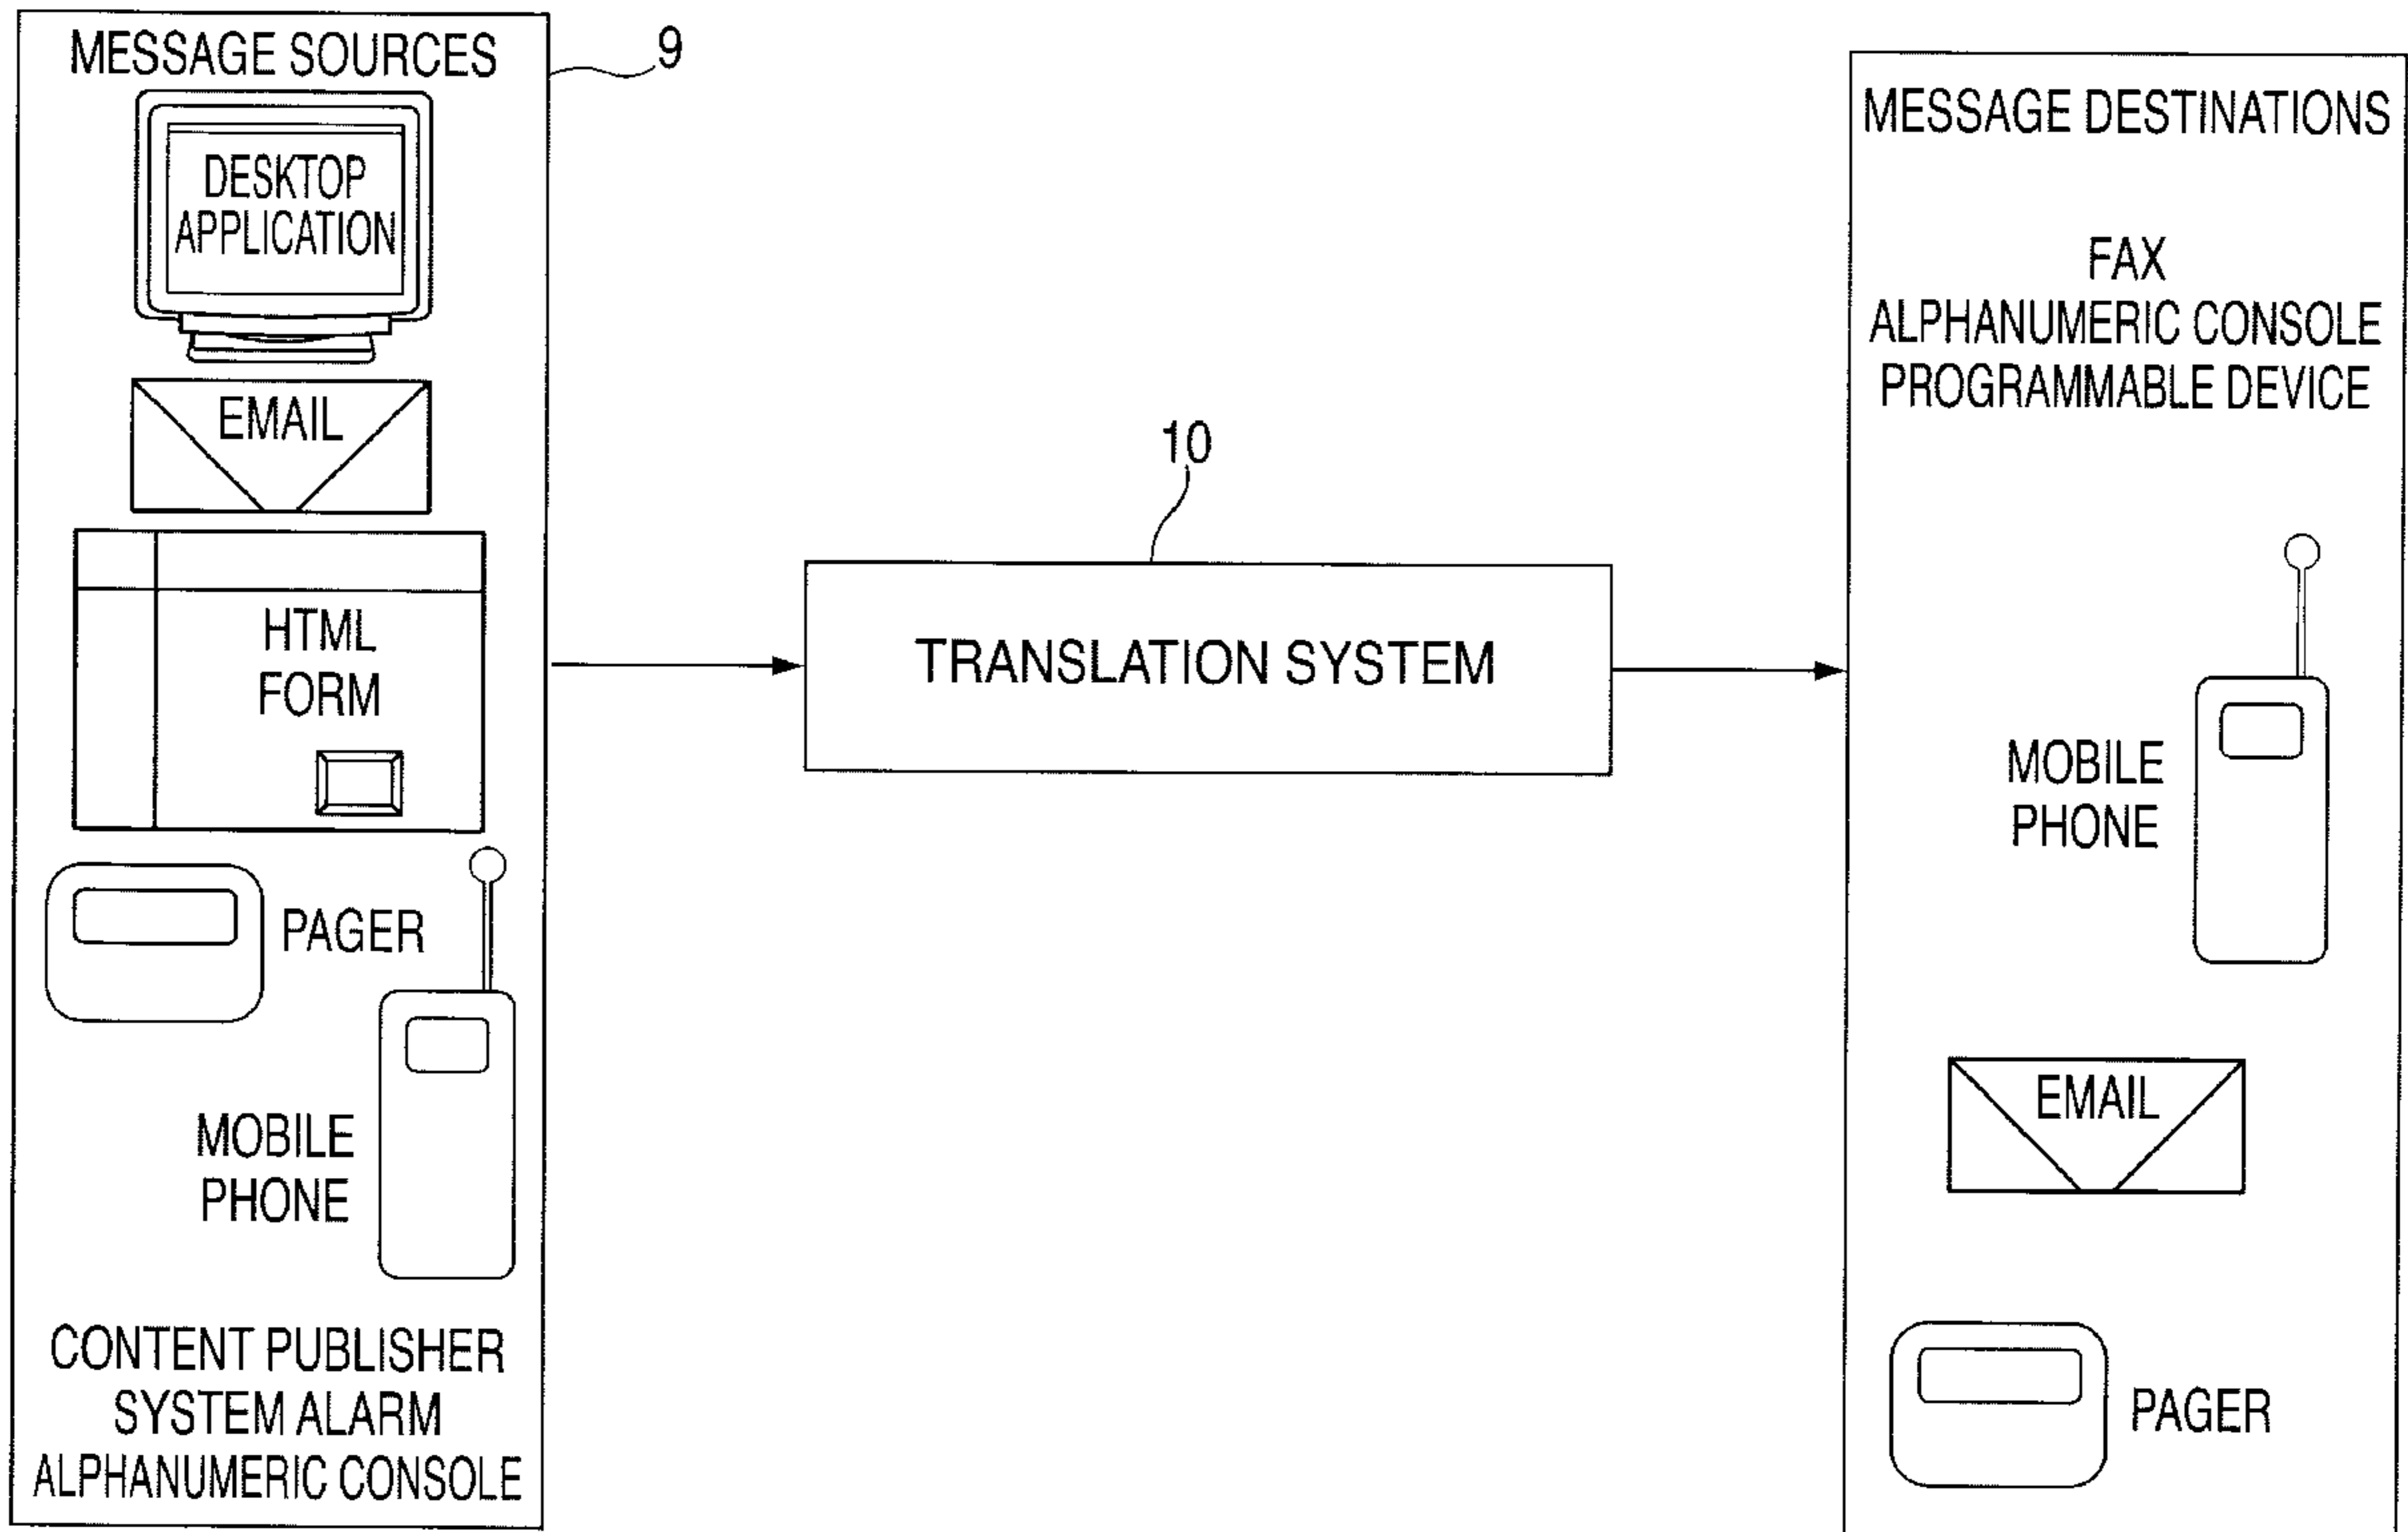 MESSAGE SOURCES
9
DESKTOP
APPLICATION
EMAIL
HTML
FORM
PAGER
MOBILE
PHONE
CONTENT PUBLISHER
SYSTEM ALARM
ALPHANUMERIC CONSOLE
10
TRANSLATION SYSTEM
MESSAGE DESTINATIONS
FAX
ALPHANUMERIC CONSOLE
PROGRAMMABLE DEVICE
MOBILE
PHONE
EMAIL
PAGER